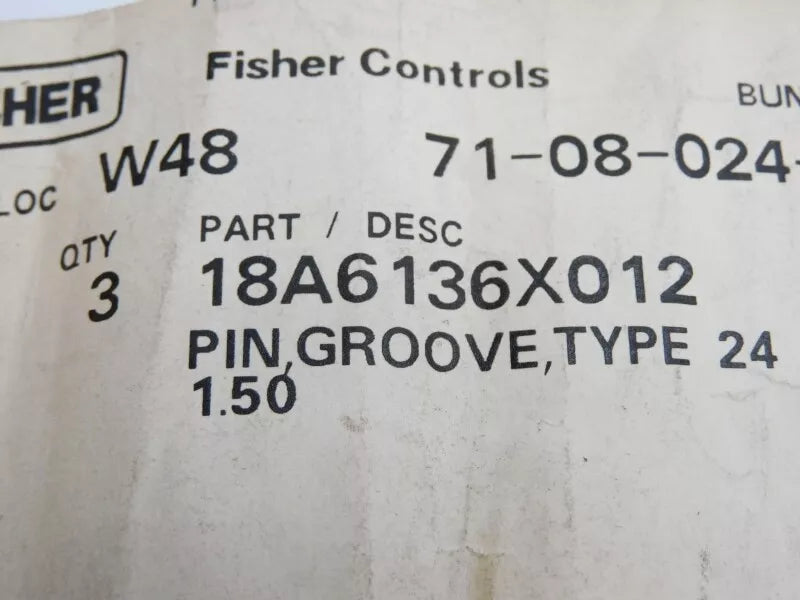 Fisher Controls
HER
BUN
LOC W48 71-08-024-
QTY PART / DESC
3 18A6136X012
PIN,GROOVE,TYPE 24
1.50